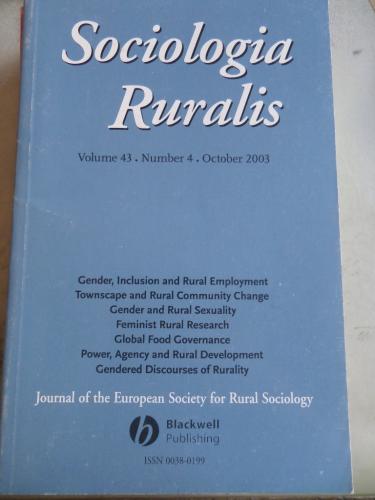 Sociologia
Ruralis
Volume 43 • Number 4 • October 2003
Gender, Inclusion and Rural Employment
Townscape and Rural Community Change
Gender and Rural Sexuality
Feminist Rural Research
Global Food Governance
Power, Agency and Rural Development
Gendered Discourses of Rurality
Journal of the European Society for Rural Sociology
b Blackwell
Publishing
ISSN 0038-0199